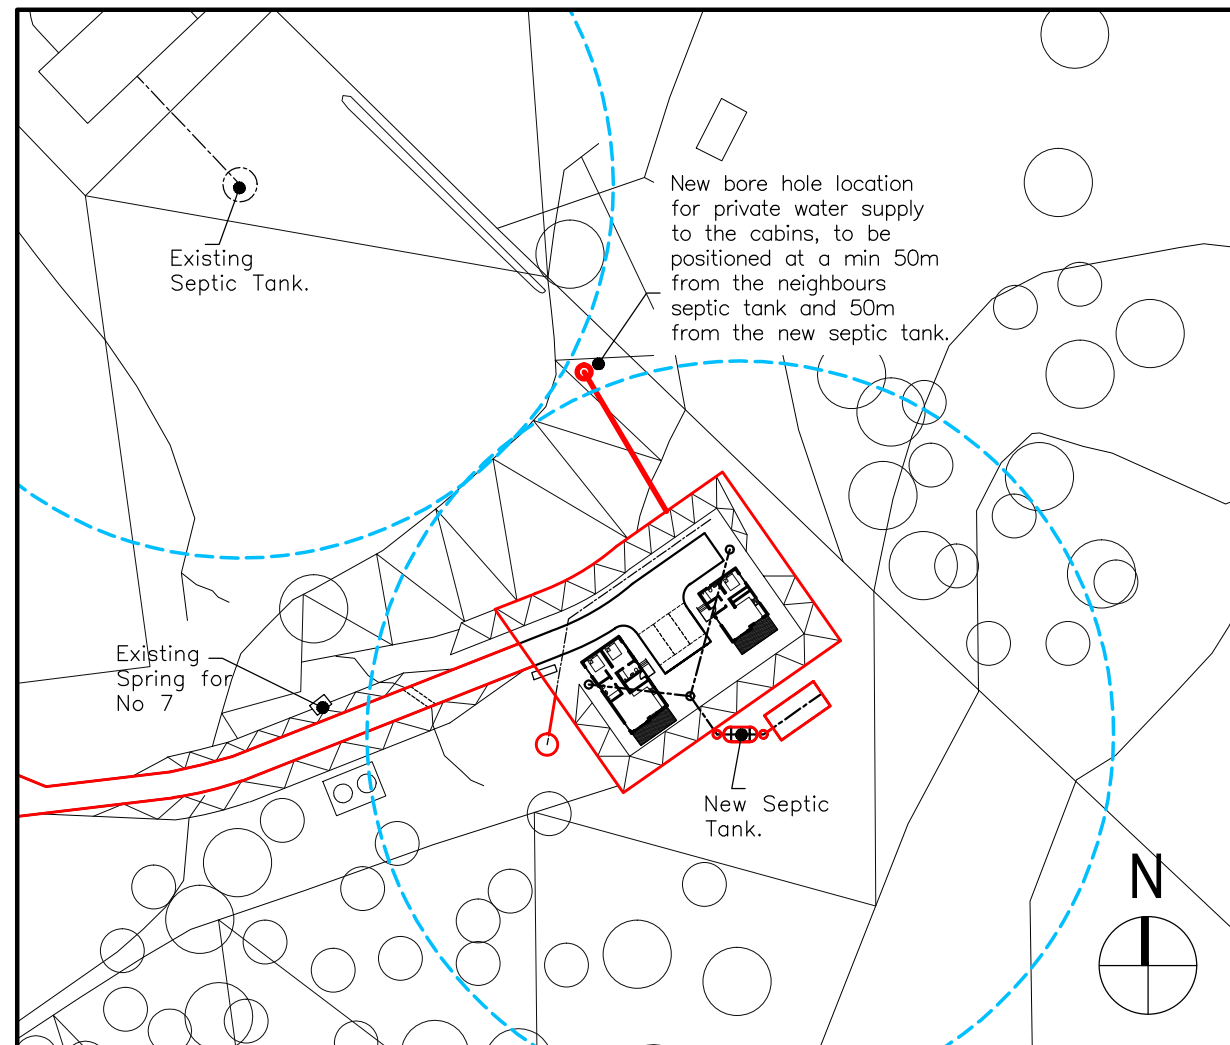 New bore hole location
for private water supply
to the cabins, to be
positioned at a min 50m
from the neighbours
septic tank and 50m
from the new septic tank.
Existing
Septic Tank.
Existing
Spring for
No 7
New Septic
Tank.
N